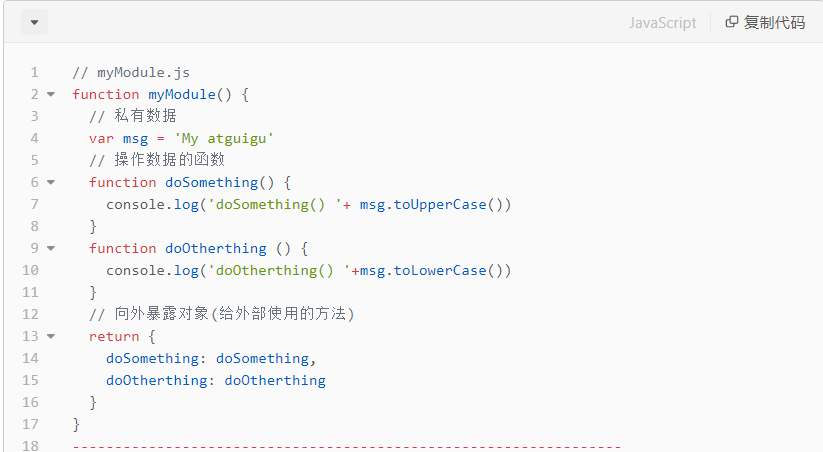 JavaScript 复制代码
1 // myModule.js
2 function myModule() {
3 // 私有数据
4 var msg = 'My atguigu'
5 // 操作数据的函数
6 function doSomething() {
7 console.log('doSomething() '+ msg.toUpperCase())
8 }
9 function doOtherthing () {
10 console.log('doOtherthing() '+msg.toLowerCase())
11 }
12 // 向外暴露对象(给外部使用的方法)
13 return {
14 doSomething: doSomething,
15 doOtherthing: doOtherthing
16 }
17 }
18 -----------------------------------------------------------------